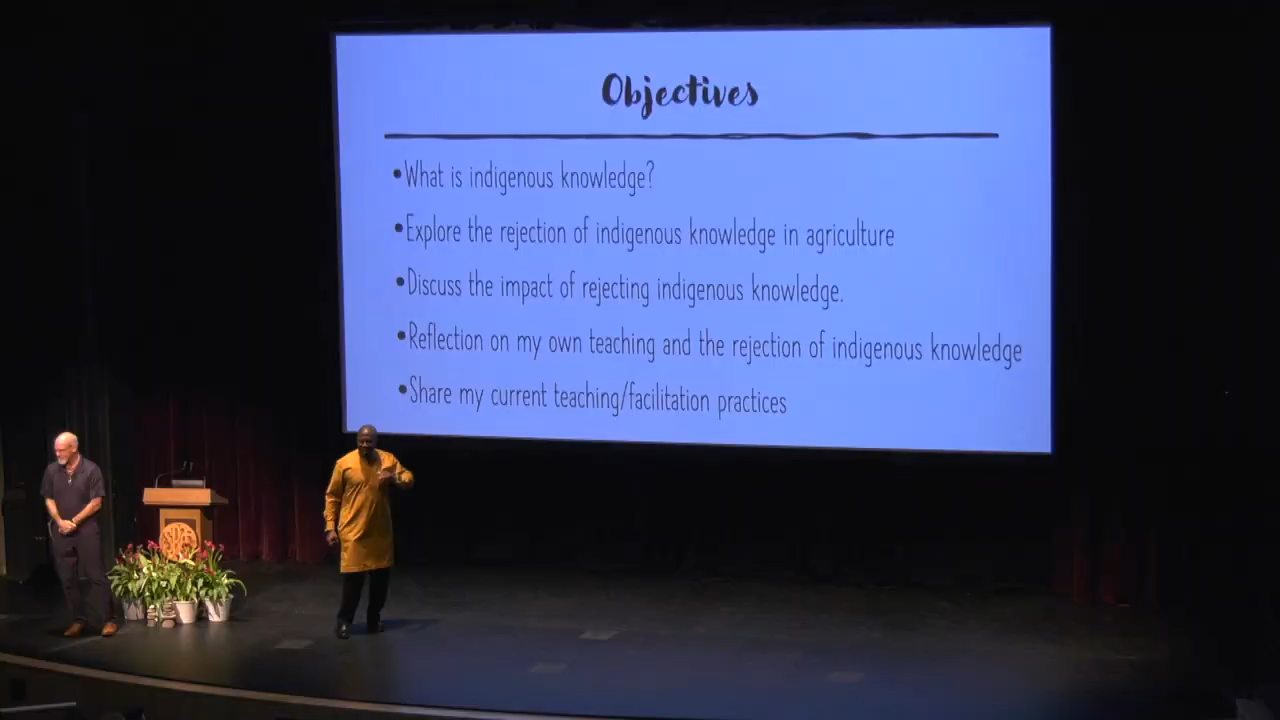 Objectives
•What is indigenous knowledge?
•Explore the rejection of indigenous knowledge in agriculture
•Discuss the impact of rejecting indigenous knowledge.
•Reflection on my own teaching and the rejection of indigenous knowledge
•Share my current teaching/facilitation practices